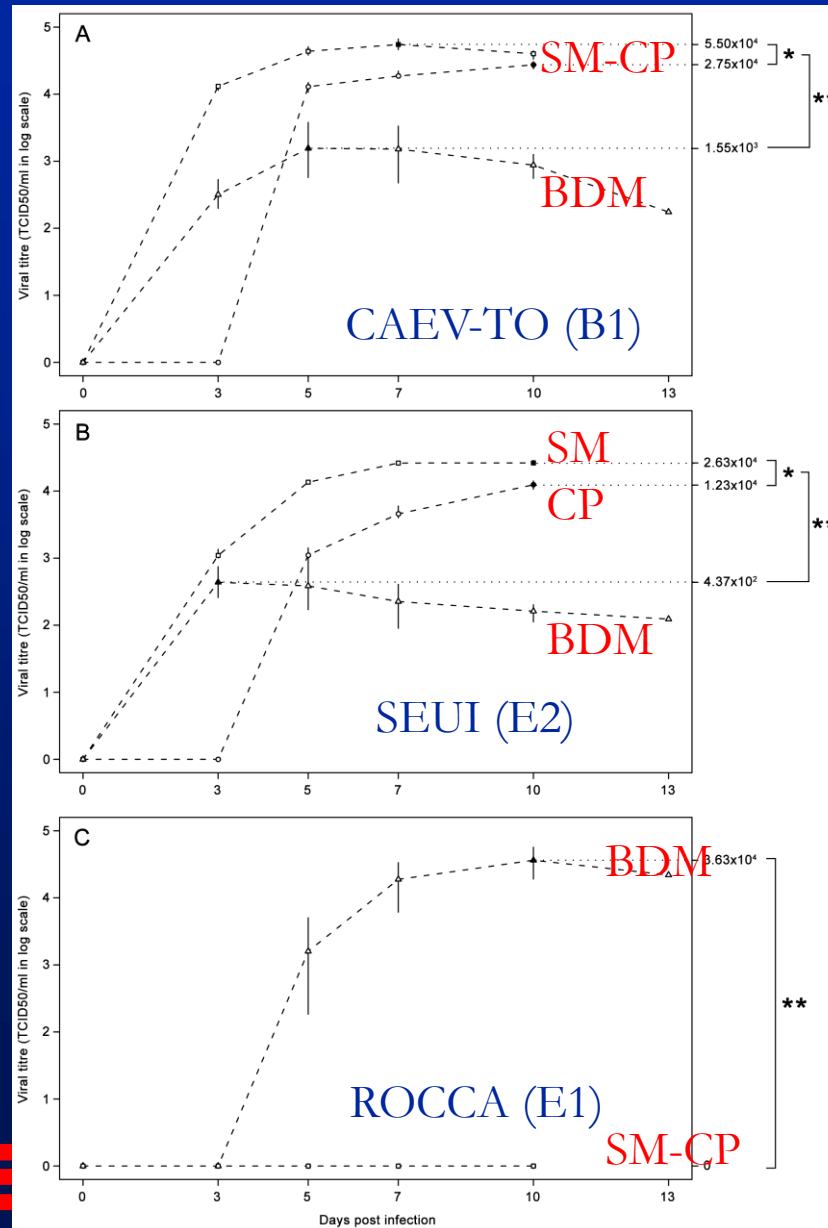 A
Viral titre (TCID50/ml in log scale)
5
4
3
2
1
0
SM-CP
BDM
CAEV-TO (B1)
5.50x10⁴
2.75x10⁴
1.55x10³
*
**
0 3 5 7 10 13
B
Viral titre (TCID50/ml in log scale)
5
4
3
2
1
0
SM
CP
BDM
SEUI (E2)
2.63x10⁴
1.23x10⁴
4.37x10²
*
**
0 3 5 7 10 13
C
Viral titre (TCID50/ml in log scale)
5
4
3
2
1
0
BDM
3.63x10⁴
**
ROCCA (E1)
SM-CP
0
0 3 5 7 10 13
Days post infection